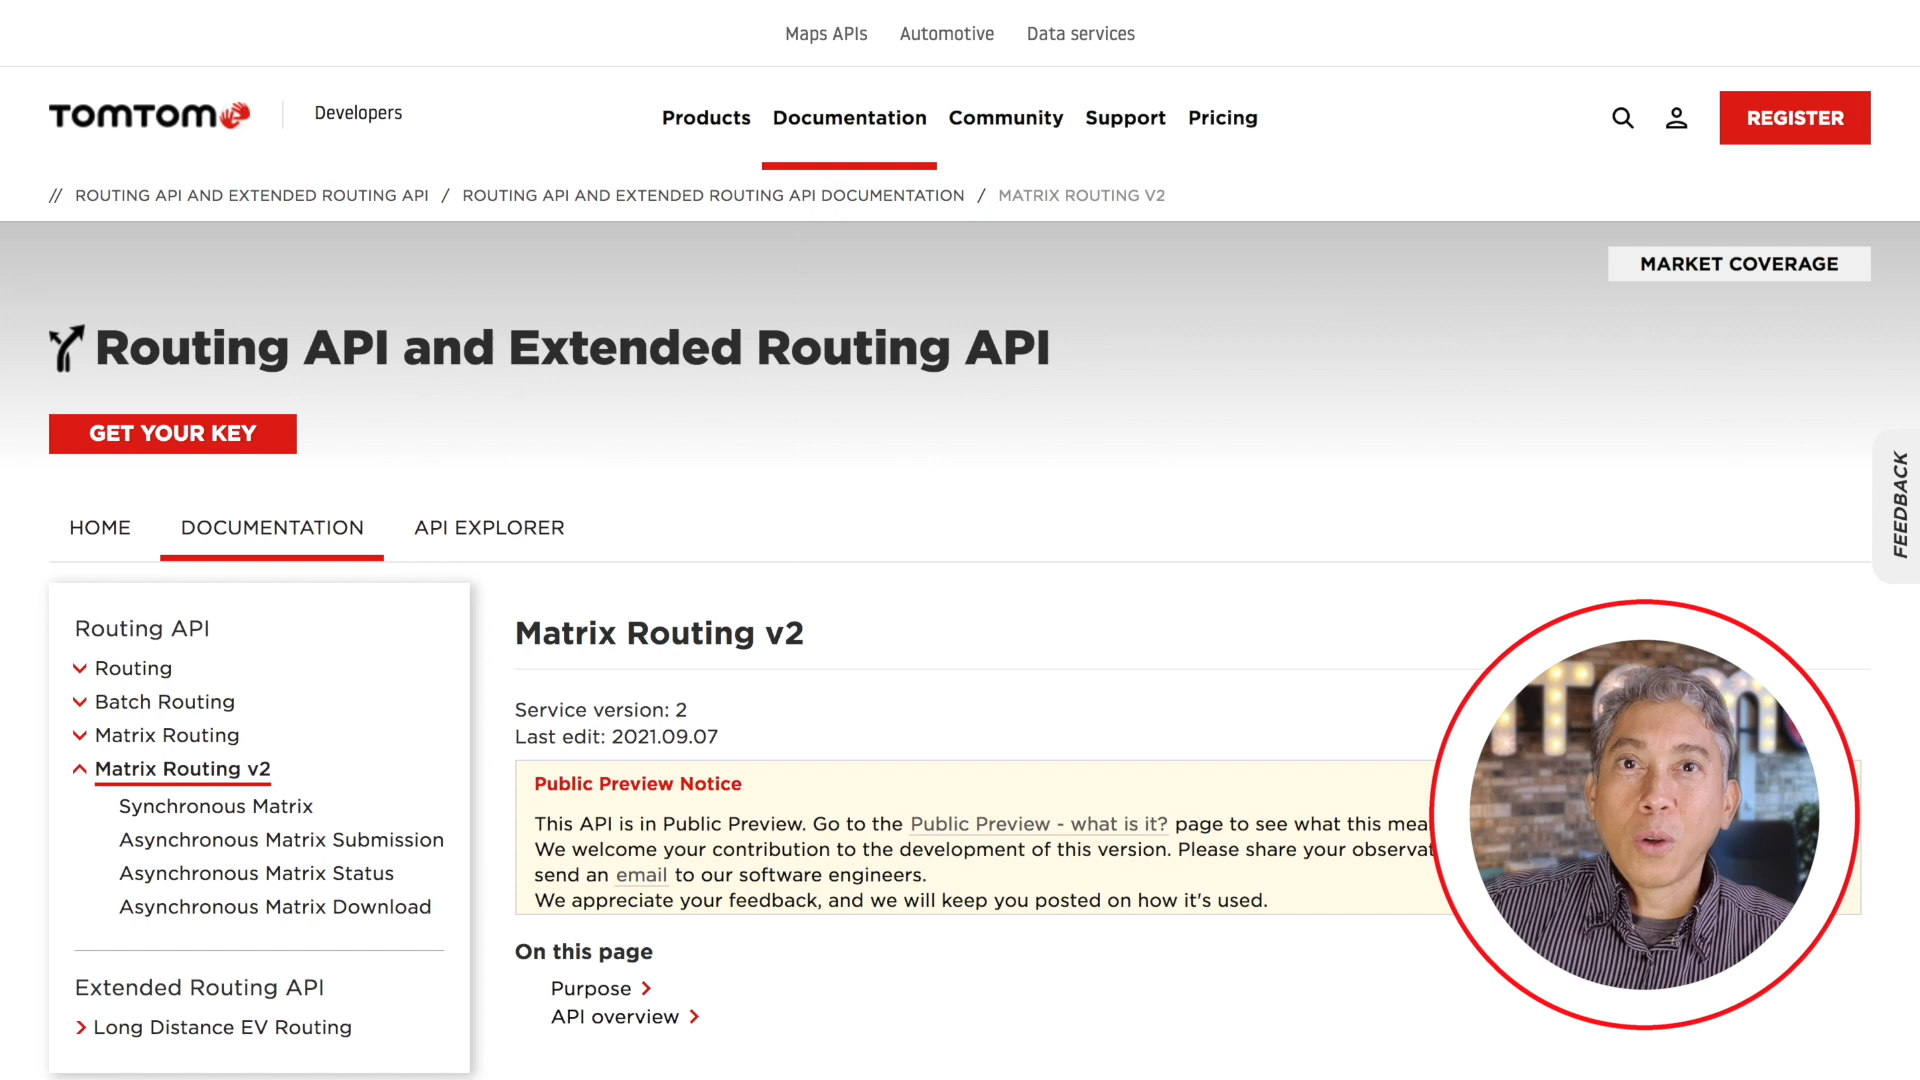 Maps APIs Automotive Data services
TOMTOM Developers Products Documentation Community Support Pricing REGISTER
// ROUTING API AND EXTENDED ROUTING API / ROUTING API AND EXTENDED ROUTING API DOCUMENTATION / MATRIX ROUTING V2
MARKET COVERAGE
Routing API and Extended Routing API
GET YOUR KEY
FEEDBACK
HOME DOCUMENTATION API EXPLORER
Routing API
Routing
Batch Routing
Matrix Routing
Matrix Routing v2
Synchronous Matrix
Asynchronous Matrix Submission
Asynchronous Matrix Status
Asynchronous Matrix Download
Extended Routing API
Long Distance EV Routing
Matrix Routing v2
Service version: 2
Last edit: 2021.09.07
Public Preview Notice
This API is in Public Preview. Go to the Public Preview - what is it? page to see what this mea
We welcome your contribution to the development of this version. Please share your observat
send an email to our software engineers.
We appreciate your feedback, and we will keep you posted on how it's used.
On this page
Purpose
API overview